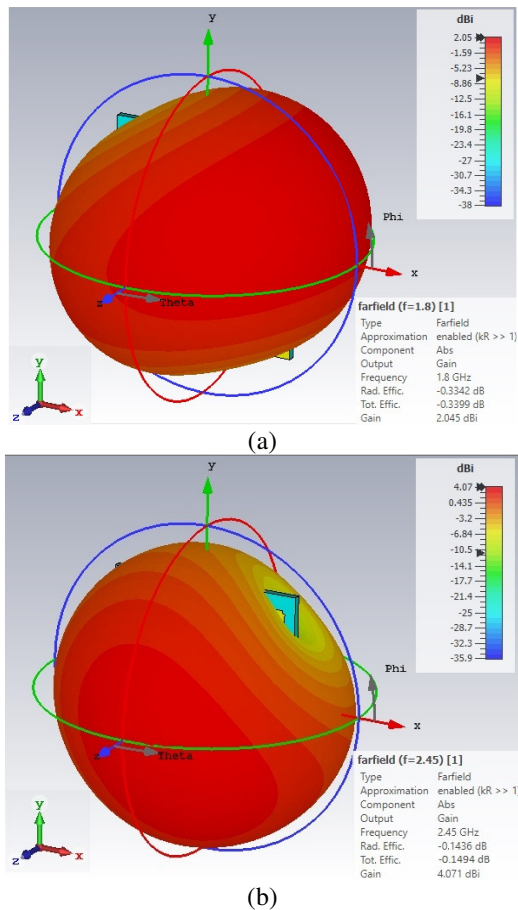 y
dBi
2.05
-1.59
-5.23
-8.86
-12.5
-16.1
-19.8
-23.4
-27
-30.7
-34.3
-38
Phi
x
z
Theta
farfield (f=1.8) [1]
Type Farfield
Approximation enabled (kR >> 1)
Component Abs
Output Gain
Frequency 1.8 GHz
Rad. Effic. -0.3342 dB
Tot. Effic. -0.3399 dB
Gain 2.045 dBi
y
z
x
(a)
y
dBi
4.07
0.435
-3.2
-6.84
-10.5
-14.1
-17.7
-21.4
-25
-28.7
-32.3
-35.9
Phi
x
z
Theta
farfield (f=2.45) [1]
Type Farfield
Approximation enabled (kR >> 1)
Component Abs
Output Gain
Frequency 2.45 GHz
Rad. Effic. -0.1436 dB
Tot. Effic. -0.1494 dB
Gain 4.071 dBi
y
z
x
(b)